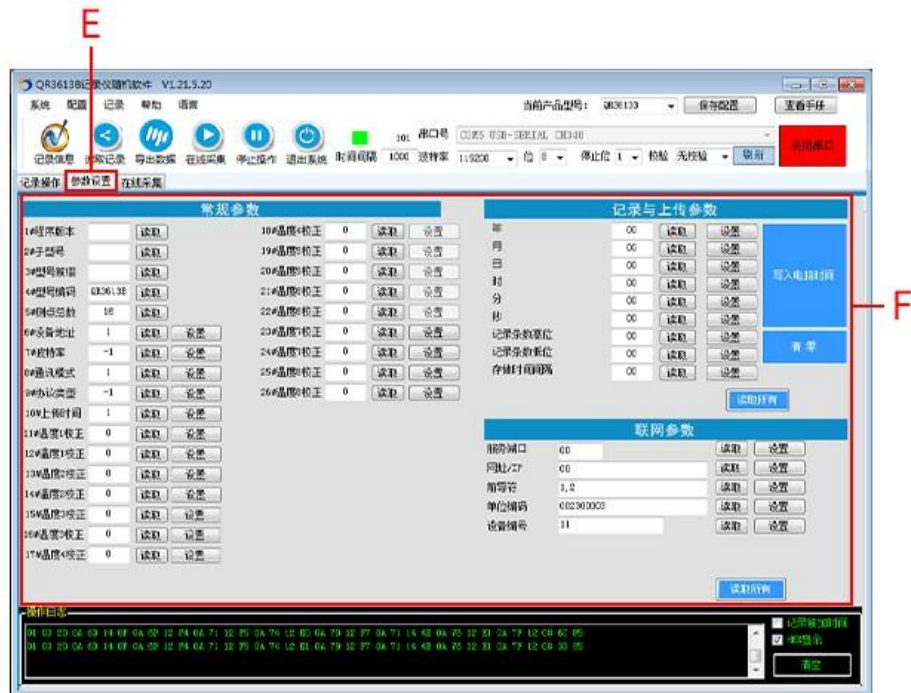 E
QR3613B记录仪随机软件 V1.21.5.20
系统 配置 记录 帮助 语言
当前产品型号： 保存配置 查看手册
101 串口号 COM5 USB-SERIAL CH340
记录信息 读取记录 导出数据 在线采集 停止操作 退出系统 时间间隔 1000 波特率 115200 位 8 停止位 1 校验 无校验 刷新 关闭串口
记录操作 参数设置 在线采集
常规参数
1#程序版本 读取
2#子型号 读取
3#型号前缀 读取
4#型号编码 QR3613B 读取
5#测点总数 16 读取
6#设备地址 1 读取 设置
7#波特率 -1 读取 设置
8#通讯模式 1 读取 设置
9#协议类型 -1 读取 设置
10#上传时间 1 读取 设置
11#温度1校正 0 读取 设置
12#湿度1校正 0 读取 设置
13#温度2校正 0 读取 设置
14#湿度2校正 0 读取 设置
15#温度3校正 0 读取 设置
16#湿度3校正 0 读取 设置
17#温度4校正 0 读取 设置
18#湿度4校正 0 读取 设置
19#温度5校正 0 读取 设置
20#湿度5校正 0 读取 设置
21#温度6校正 0 读取 设置
22#湿度6校正 0 读取 设置
23#温度7校正 0 读取 设置
24#湿度7校正 0 读取 设置
25#温度8校正 0 读取 设置
26#湿度8校正 0 读取 设置
记录与上传参数
年 00 读取 设置
月 00 读取 设置
日 00 读取 设置
时 00 读取 设置
分 00 读取 设置
秒 00 读取 设置
记录条数高位 00 读取 设置
记录条数低位 00 读取 设置
存储时间间隔 00 读取 设置
写入电脑时间
清零
读取所有
联网参数
服务端口 00 读取 设置
网址/IP 00 读取 设置
前导符 1,2 读取 设置
单位编码 读取 设置
设备编号 11 读取 设置
读取所有
F
操作日志
记录附加时间
HEX显示
清空